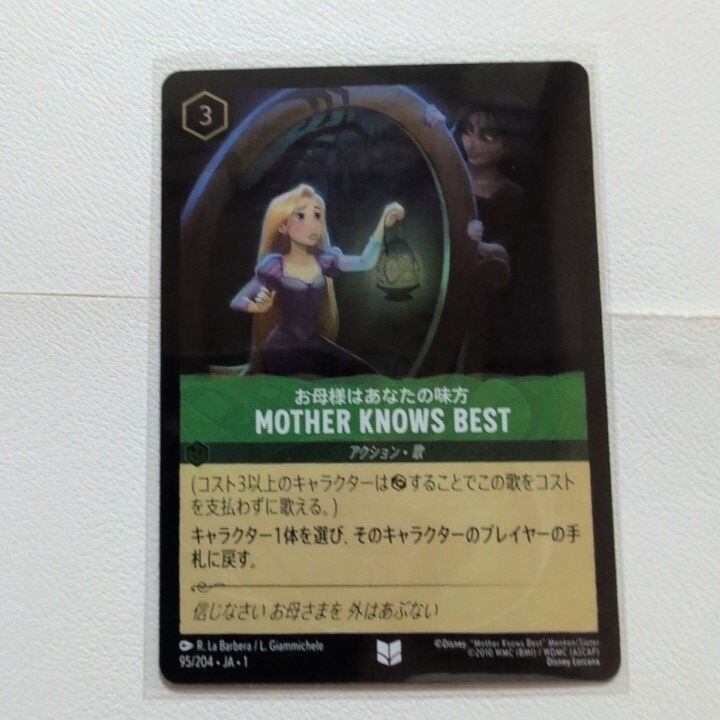 3
お母様はあなたの味方
MOTHER KNOWS BEST
アクション・歌
(コスト3以上のキャラクターはすることでこの歌をコスト
を支払わずに歌える。)
キャラクター1体を選び、そのキャラクターのプレイヤーの手
札に戻す。
信じなさい お母さまを 外はあぶない
R. La Barbera / L. Giammichele
©Disney, "Mother Knows Best" Menken/Slater
95/204・JA・1
©2010 WMC (BMI) / WDMC (ASCAP)
Disney Lorcana